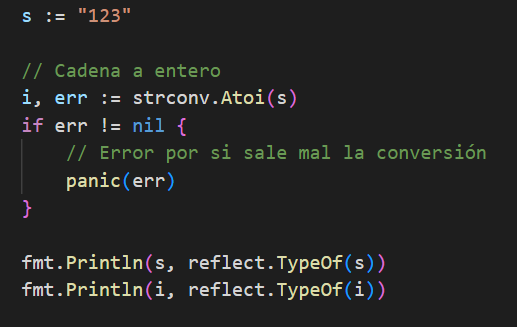 s := "123"
// Cadena a entero
i, err := strconv.Atoi(s)
if err != nil {
// Error por si sale mal la conversión
panic(err)
}
fmt.Println(s, reflect.TypeOf(s))
fmt.Println(i, reflect.TypeOf(i))